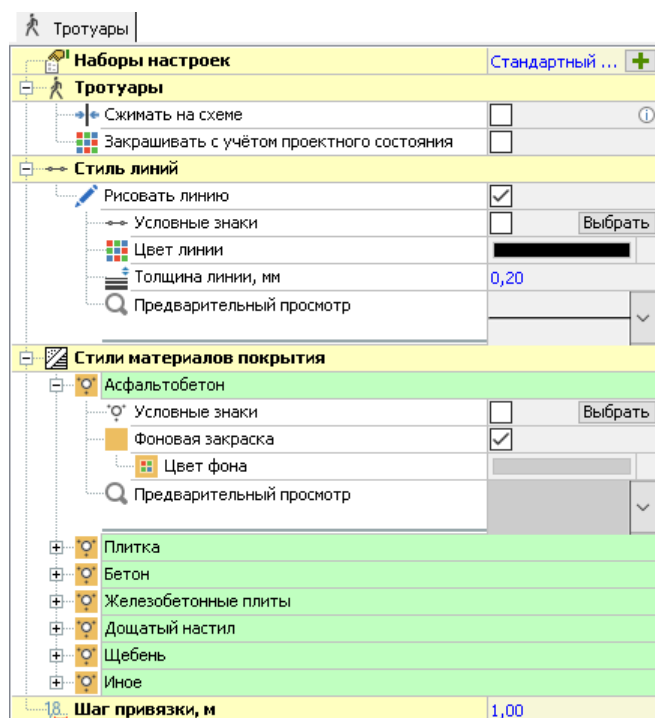 Тротуары
Наборы настроек Стандартный ...
Тротуары
Сжимать на схеме
Закрашивать с учётом проектного состояния
Стиль линий
Рисовать линию
Условные знаки Выбрать
Цвет линии
Толщина линии, мм 0,20
Предварительный просмотр
Стили материалов покрытия
Асфальтобетон
Условные знаки Выбрать
Фоновая закраска
Цвет фона
Предварительный просмотр
Плитка
Бетон
Железобетонные плиты
Дощатый настил
Щебень
Иное
18.. Шаг привязки, м 1,00